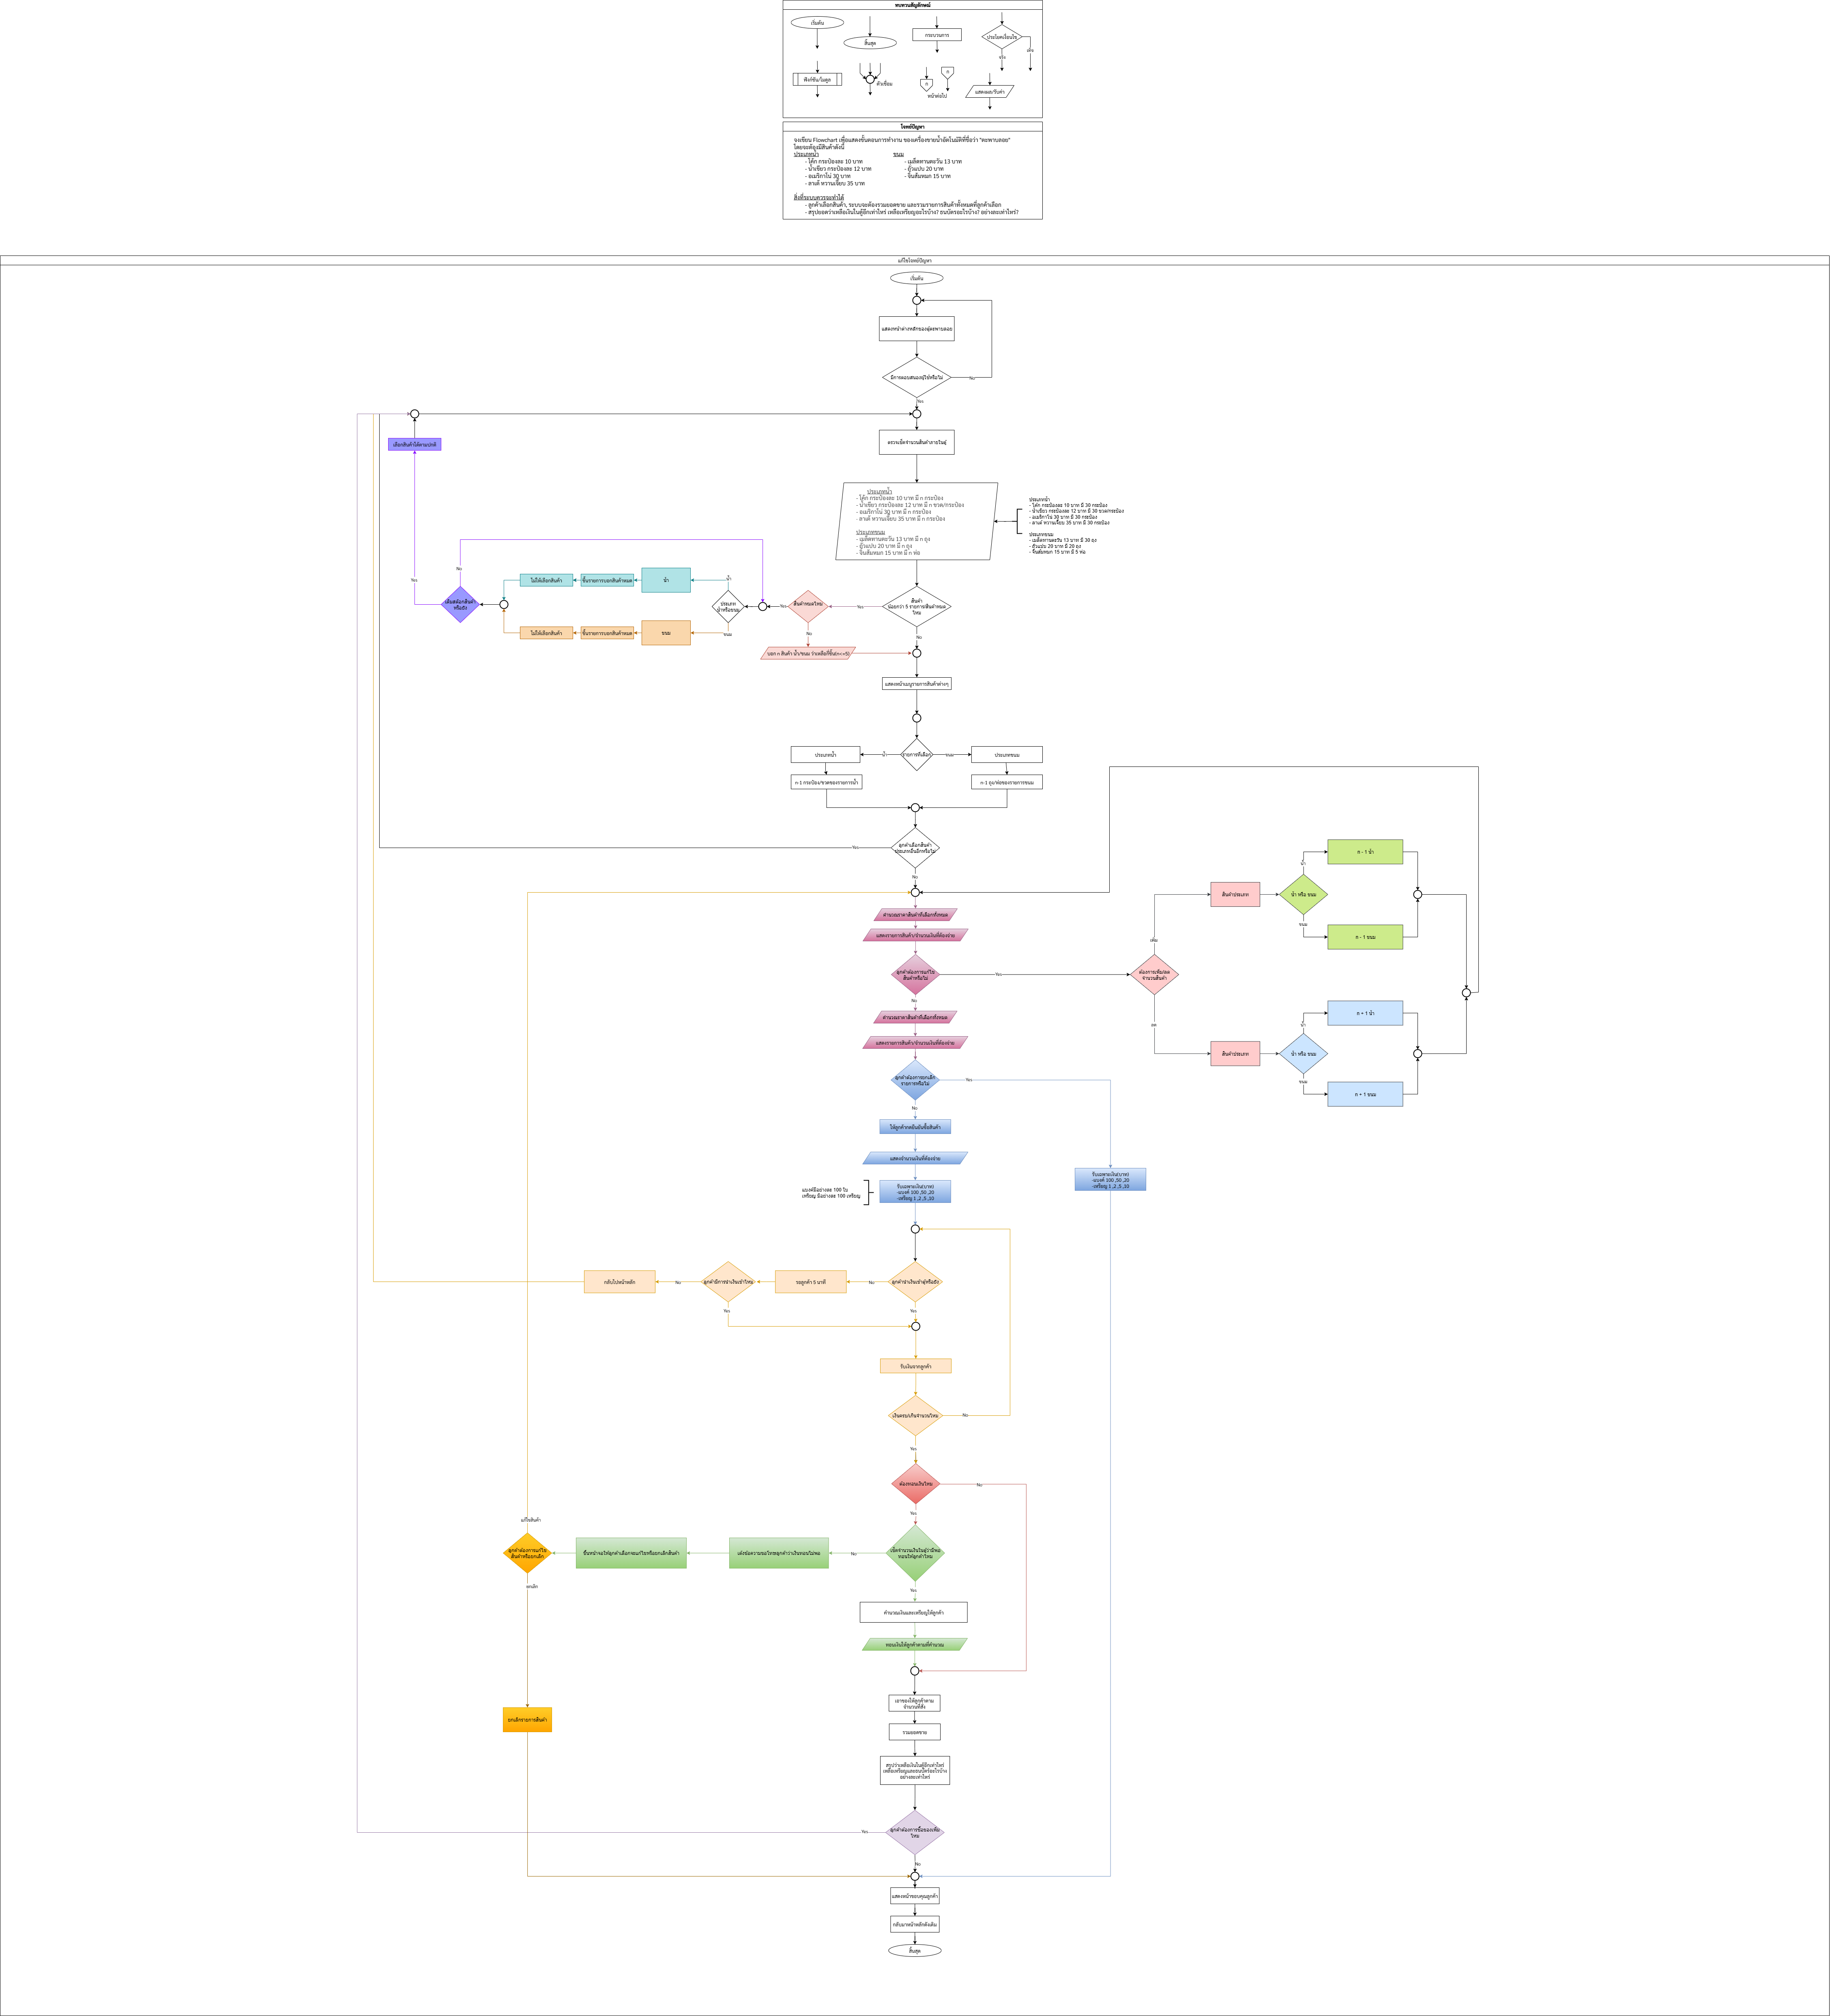 ทบทวนสัญลักษณ์
เริ่มต้น
สิ้นสุด
กระบวนการ
ประโยคเงื่อนไข
เท็จ
จริง
ฟังก์ชัน/โมดูล
ตัวเชื่อม
ก
ก
หน้าต่อไป
แสดงผล/รับค่า
โจทย์ปัญหา
จงเขียน Flowchart เพื่อแสดงขั้นตอนการทำงาน ของเครื่องขายน้ำอัตโนมัติที่ชื่อว่า "ตอพาบลอย"
โดยจะต้องมีสินค้าดังนี้
ประเภทน้ำ
- โค้ก กระป๋องละ 10 บาท
- น้ำเขียว กระป๋องละ 12 บาท
- อเมริกาโน่ 30 บาท
- ลาเต้ หวานเจี๊ยบ 35 บาท
ขนม
- เมล็ดทานตะวัน 13 บาท
- ถั่วแปบ 20 บาท
- จิ้นส้มหมก 15 บาท
สิ่งที่ระบบควรจะทำได้
- ลูกค้าเลือกสินค้า, ระบบจะต้องรวมยอดขาย และรวมรายการสินค้าทั้งหมดที่ลูกค้าเลือก
- สรุปยอดว่าเหลือเงินในตู้อีกเท่าไหร่ เหลือเหรียญอะไรบ้าง? ธนบัตรอะไรบ้าง? อย่างละเท่าไหร่?
แก้ไขโจทย์ปัญหา
เริ่มต้น
แสดงหน้าต่างหลักของตู้ตะพาบลอย
มีการตอบสนองผู้ใช้หรือไม่
No
Yes
ตรวจเช็คจำนวนสินค้าภายในตู้
เลือกสินค้าได้ตามปกติ
ประเภทน้ำ
- โค้ก กระป๋องละ 10 บาท มี n กระป๋อง
- น้ำเขียว กระป๋องละ 12 บาท มี n ขวด/กระป๋อง
- อเมริกาโน่ 30 บาท มี n กระป๋อง
- ลาเต้ หวานเจี๊ยบ 35 บาท มี n กระป๋อง
ประเภทขนม
- เมล็ดทานตะวัน 13 บาท มี n ถุง
- ถั่วแปบ 20 บาท มี n ถุง
- จิ้นส้มหมก 15 บาท มี n ห่อ
ประเภทน้ำ
- โค้ก กระป๋องละ 10 บาท มี 30 กระป๋อง
- น้ำเขียว กระป๋องละ 12 บาท มี 30 ขวด/กระป๋อง
- อเมริกาโน่ 30 บาท มี 30 กระป๋อง
- ลาเต้ หวานเจี๊ยบ 35 บาท มี 30 กระป๋อง
ประเภทขนม
- เมล็ดทานตะวัน 13 บาท มี 30 ถุง
- ถั่วแปบ 20 บาท มี 20 ถุง
- จิ้นส้มหมก 15 บาท มี 5 ห่อ
No
Yes
เติมสต๊อกสินค้า
หรือยัง
ไม่ให้เลือกสินค้า
ขึ้นรายการบอกสินค้าหมด
น้ำ
น้ำ
ประเภท
น้ำหรือขนม
Yes
สินค้าหมดไหม
Yes
สินค้า
น้อยกว่า 5 รายการ/สินค้าหมด
ไหม
ไม่ให้เลือกสินค้า
ขึ้นรายการบอกสินค้าหมด
ขนม
ขนม
No
No
บอก n สินค้า น้ำ/ขนม ว่าเหลือกี่ชิ้น(n<=5)
แสดงหน้าเมนูรายการสินค้าต่างๆ
ประเภทน้ำ
น้ำ
รายการที่เลือก
ขนม
ประเภทขนม
n-1 กระป๋อง/ขวดของรายการน้ำ
n-1 ถุง/ห่อของรายการขนม
Yes
ลูกค้าเลือกสินค้า
ประเภทอื่นอีกหรือไม่
No
คำนวณราคาสินค้าที่เลือกทั้งหมด
แสดงรายการสินค้า/จำนวนเงินที่ต้องจ่าย
ลูกค้าต้องการแก้ไข
สินค้าหรือไม่
Yes
No
ต้องการเพิ่ม/ลด
จำนวนสินค้า
เพิ่ม
สินค้าประเภท
น้ำ หรือ ขนม
น้ำ
n - 1 น้ำ
ขนม
n - 1 ขนม
ลด
สินค้าประเภท
น้ำ หรือ ขนม
น้ำ
n + 1 น้ำ
ขนม
n + 1 ขนม
คำนวณราคาสินค้าที่เลือกทั้งหมด
แสดงรายการสินค้า/จำนวนเงินที่ต้องจ่าย
ลูกค้าต้องการยกเลิก
รายการหรือไม่
Yes
No
ให้ลูกค้ากดยืนยันซื้อสินค้า
แสดงจำนวนเงินที่ต้องจ่าย
แบงค์มีอย่างละ 100 ใบ
เหรียญ มีอย่างละ 100 เหรียญ
รับเฉพาะเงิน(บาท)
-แบงค์ 100 ,50 ,20
-เหรียญ 1 ,2 ,5 ,10
รับเฉพาะเงิน(บาท)
-แบงค์ 100 ,50 ,20
-เหรียญ 1 ,2 ,5 ,10
กลับไปหน้าหลัก
No
ลูกค้ามีการนำเงินเข้าไหม
รอลูกค้า 5 นาที
No
ลูกค้านำเงินเข้าตู้หรือยัง
Yes
Yes
รับเงินจากลูกค้า
เงินครบ/เกินจำนวนไหม
No
Yes
ต้องทอนเงินไหม
No
Yes
แก้ไขสินค้า
ลูกค้าต้องการแก้ไข
สินค้าหรือยกเลิก
ขึ้นหน้าจอให้ลูกค้าเลือกจะแก้ไขหรือยกเลิกสินค้า
เด้งข้อความขอโทษลูกค้าว่าเงินทอนไม่พอ
No
เช็คจำนวนเงินในตู้ว่ามีพอ
ทอนให้ลูกค้าไหม
ยกเลิก
Yes
คำนวณเงินและเหรียญให้ลูกค้า
ทอนเงินให้ลูกค้าตามที่คำนวณ
ยกเลิกรายการสินค้า
เอาของให้ลูกค้าตาม
จำนวนที่สั่ง
รวมยอดขาย
สรุปว่าเหลือเงินในตู้อีกเท่าไหร่
เหลือเหรียญและธนบัตรอะไรบ้าง
อย่างละเท่าไหร่
Yes
ลูกค้าต้องการซื้อของเพิ่ม
ไหม
No
แสดงหน้าขอบคุณลูกค้า
กลับมาหน้าหลักดังเดิม
สิ้นสุด